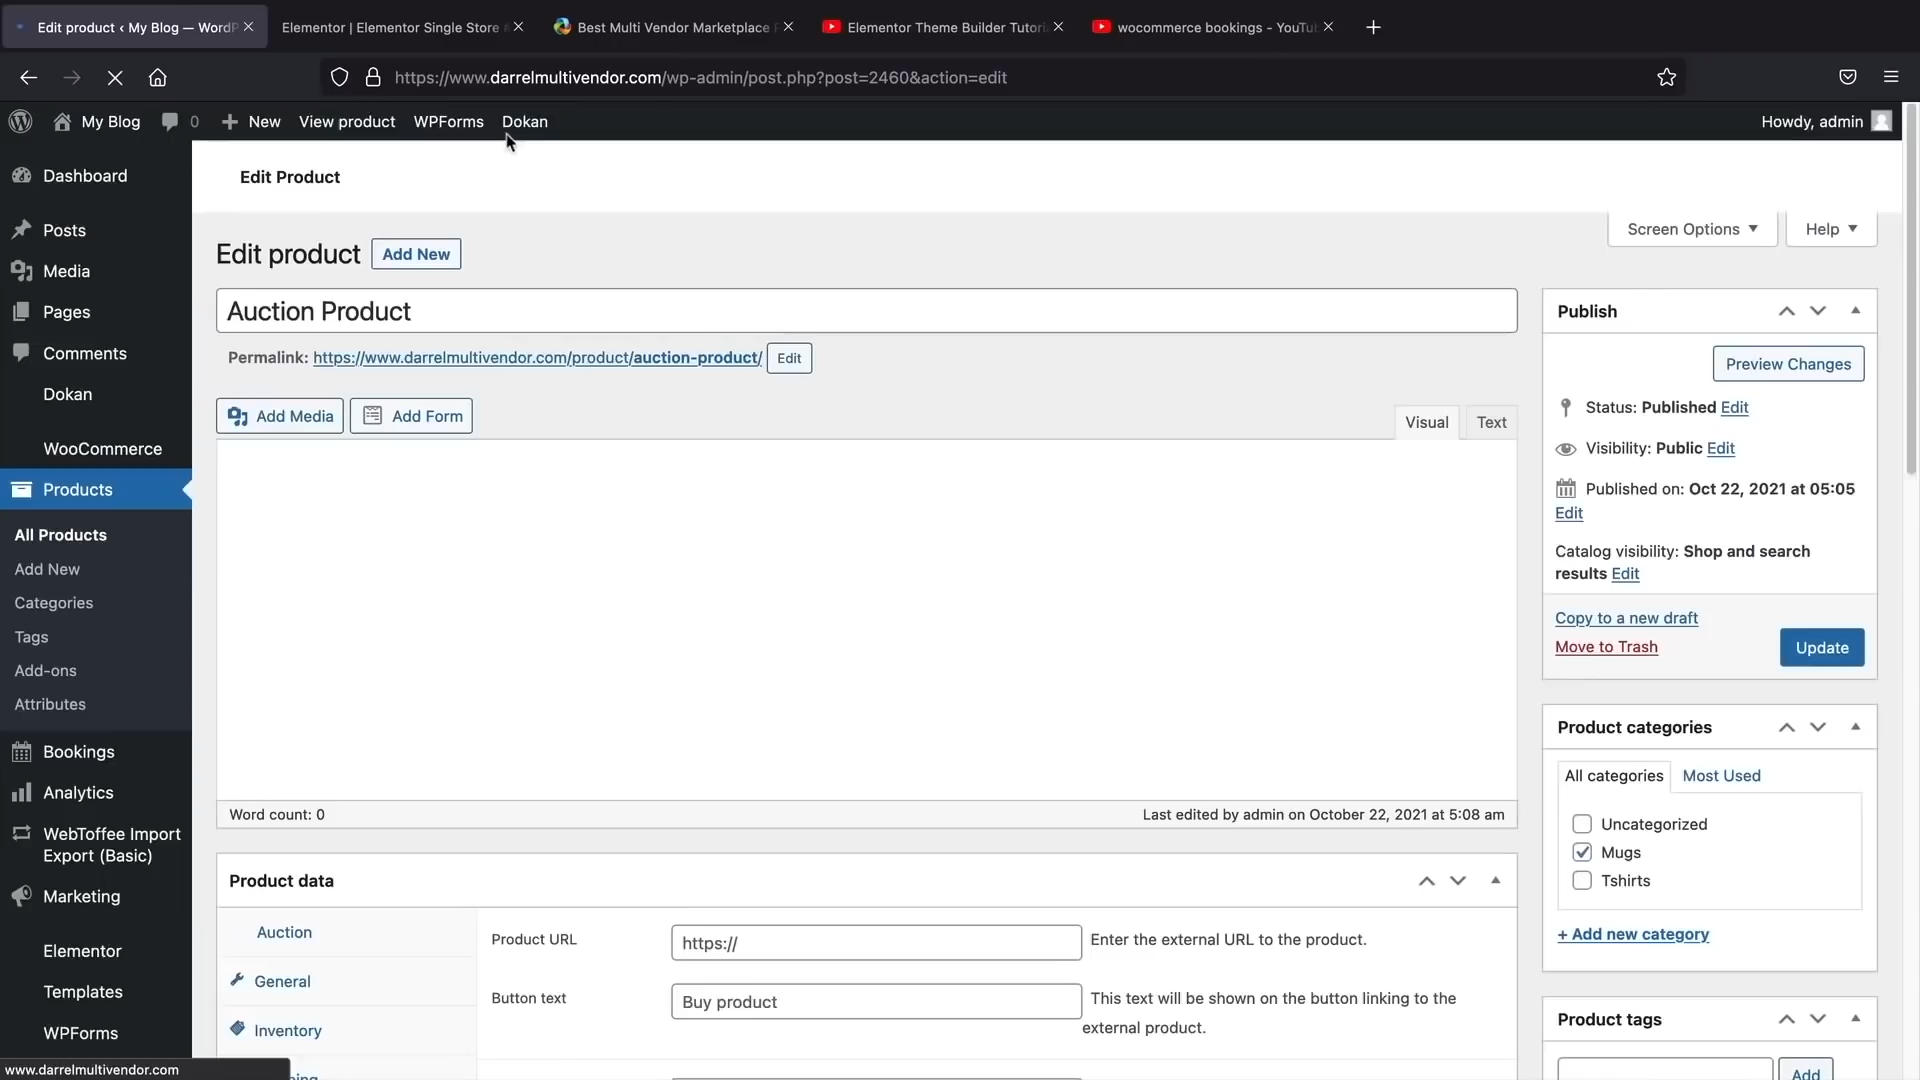 Edit product ‹ My Blog — WordP
Elementor | Elementor Single Store
Best Multi Vendor Marketplace
Elementor Theme Builder Tutori
wocommerce bookings - YouTu
https://www.darrelmultivendor.com/wp-admin/post.php?post=2460&action=edit
My Blog
0
New
View product
WPForms
Dokan
Howdy, admin
Dashboard
Posts
Media
Pages
Comments
Dokan
WooCommerce
Products
All Products
Add New
Categories
Tags
Add-ons
Attributes
Bookings
Analytics
WebToffee Import
Export (Basic)
Marketing
Elementor
Templates
WPForms
www.darrelmultivendor.com
Edit Product
Screen Options
Help
Edit product
Add New
Auction Product
Permalink: https://www.darrelmultivendor.com/product/auction-product/
Edit
Add Media
Add Form
Visual
Text
Word count: 0
Last edited by admin on October 22, 2021 at 5:08 am
Product data
Auction
General
Inventory
Product URL
https://
Enter the external URL to the product.
Button text
Buy product
This text will be shown on the button linking to the
external product.
Publish
Preview Changes
Status: Published Edit
Visibility: Public Edit
Published on: Oct 22, 2021 at 05:05
Edit
Catalog visibility: Shop and search
results Edit
Copy to a new draft
Move to Trash
Update
Product categories
All categories
Most Used
Uncategorized
Mugs
Tshirts
+ Add new category
Product tags
Add